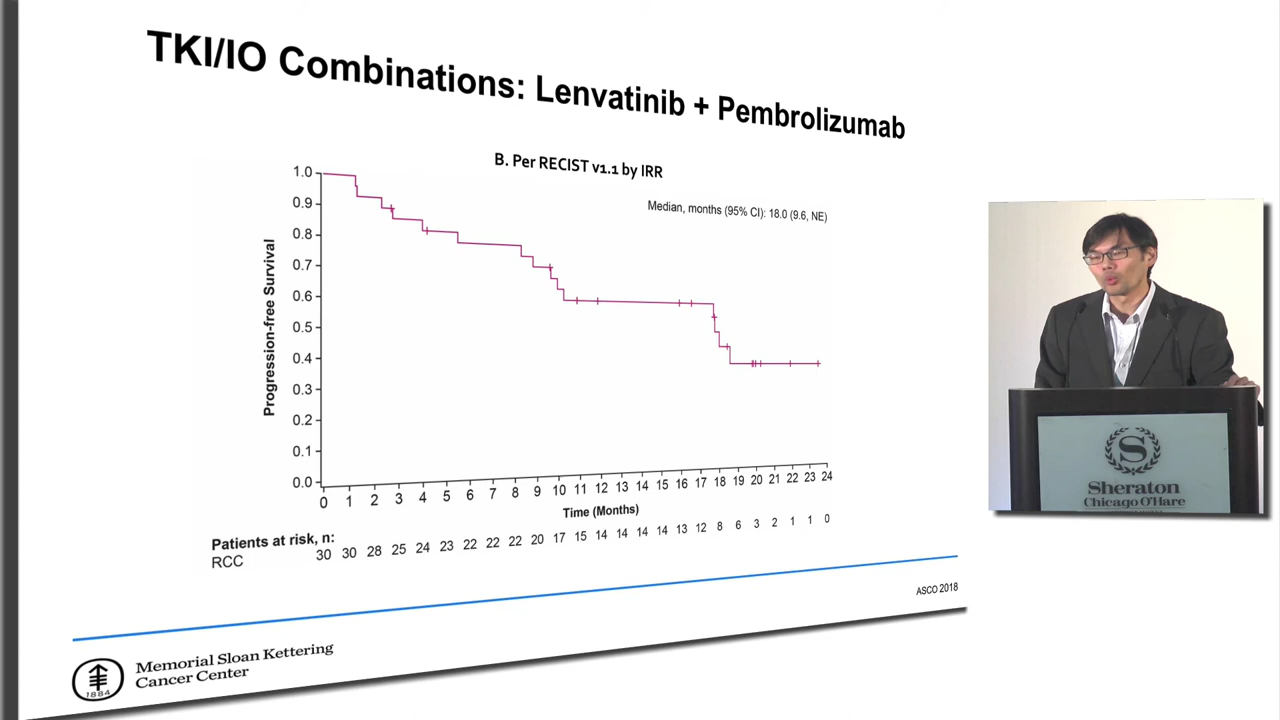 TKI/IO Combinations: Lenvatinib + Pembrolizumab
B. Per RECIST v1.1 by IRR
Median, months (95% CI): 18.0 (9.6, NE)
Progression-free Survival
1.0
0.9
0.8
0.7
0.6
0.5
0.4
0.3
0.2
0.1
0.0
0 1 2 3 4 5 6 7 8 9 10 11 12 13 14 15 16 17 18 19 20 21 22 23 24
Time (Months)
Patients at risk, n:
RCC 30 30 28 25 24 23 22 22 22 20 17 15 14 14 14 14 13 12 8 6 3 2 1 1 0
ASCO 2018
1884
Memorial Sloan Kettering
Cancer Center
S
Sheraton
Chicago O'Hare